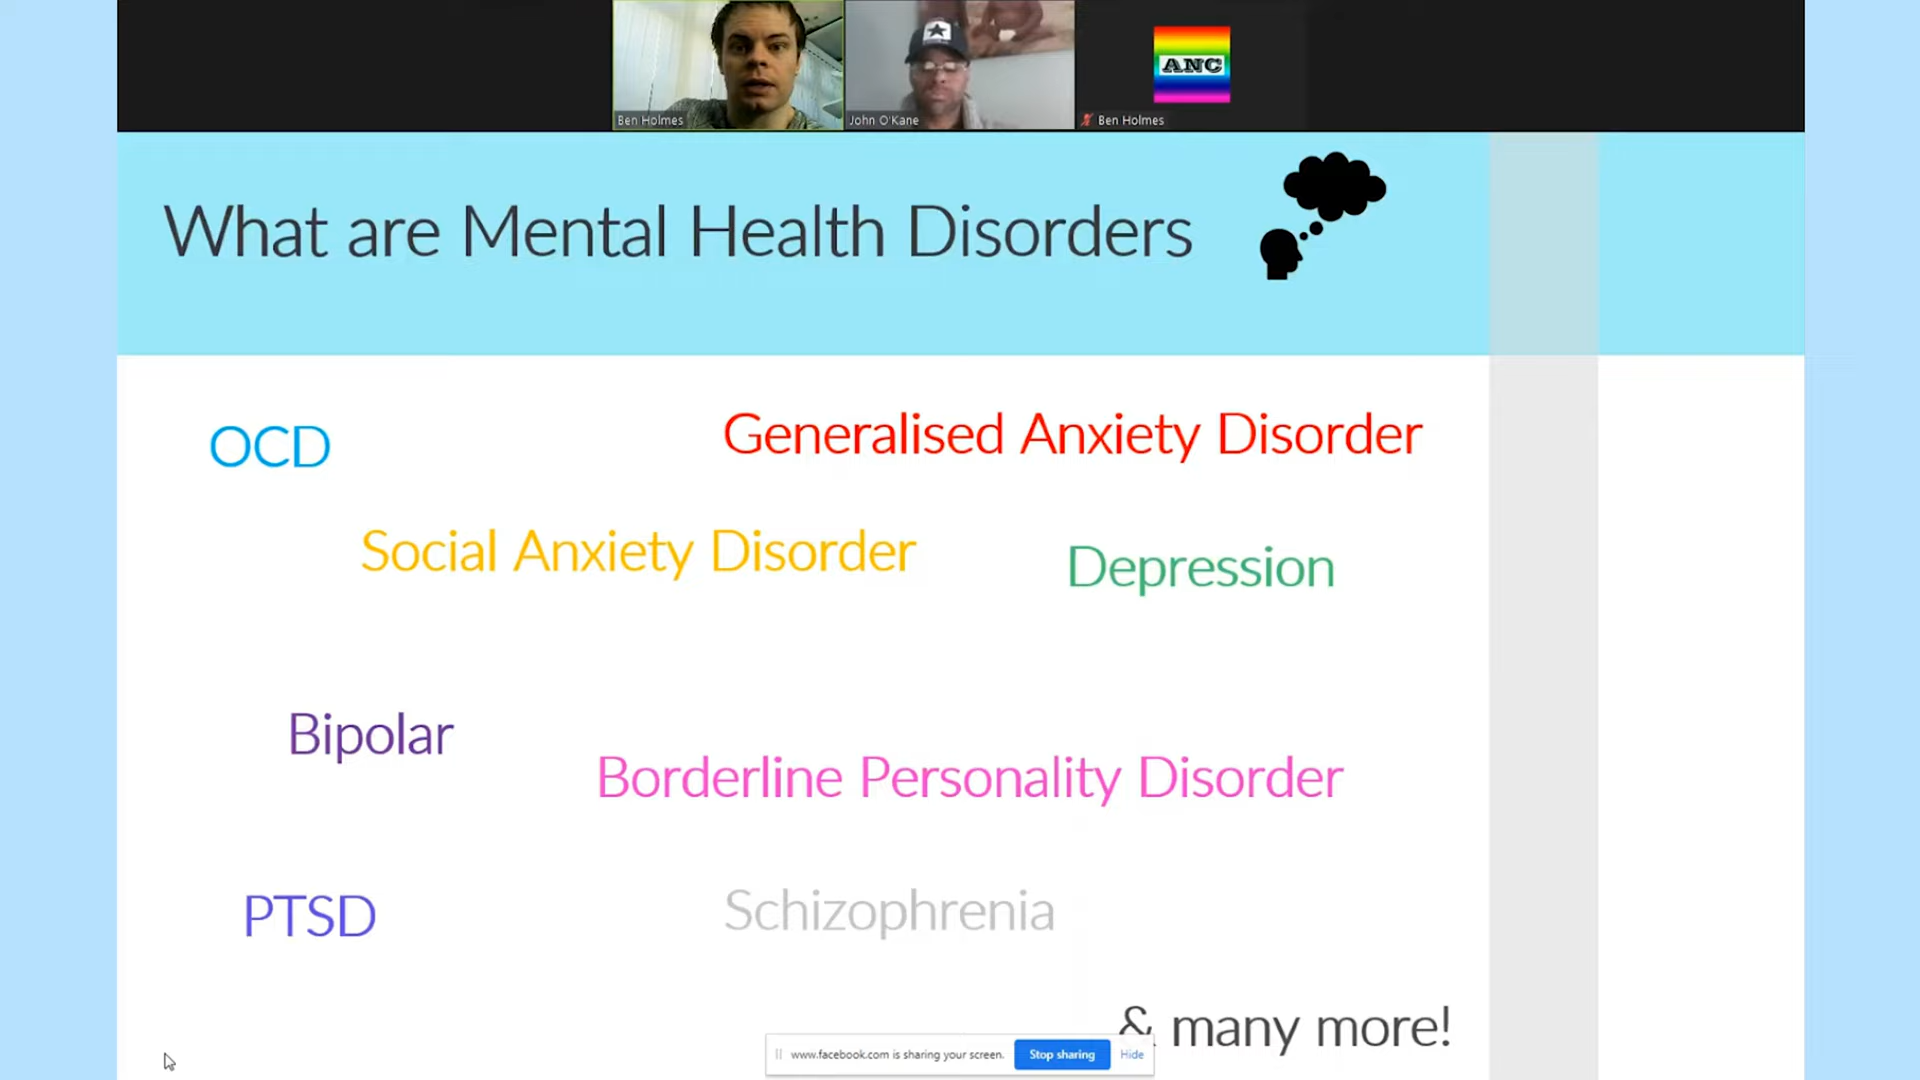 Ben Holmes
John O'Kane
ANC
Ben Holmes
What are Mental Health Disorders
OCD
Generalised Anxiety Disorder
Social Anxiety Disorder
Depression
Bipolar
Borderline Personality Disorder
PTSD
Schizophrenia
& many more!
www.facebook.com is sharing your screen. Stop sharing Hide